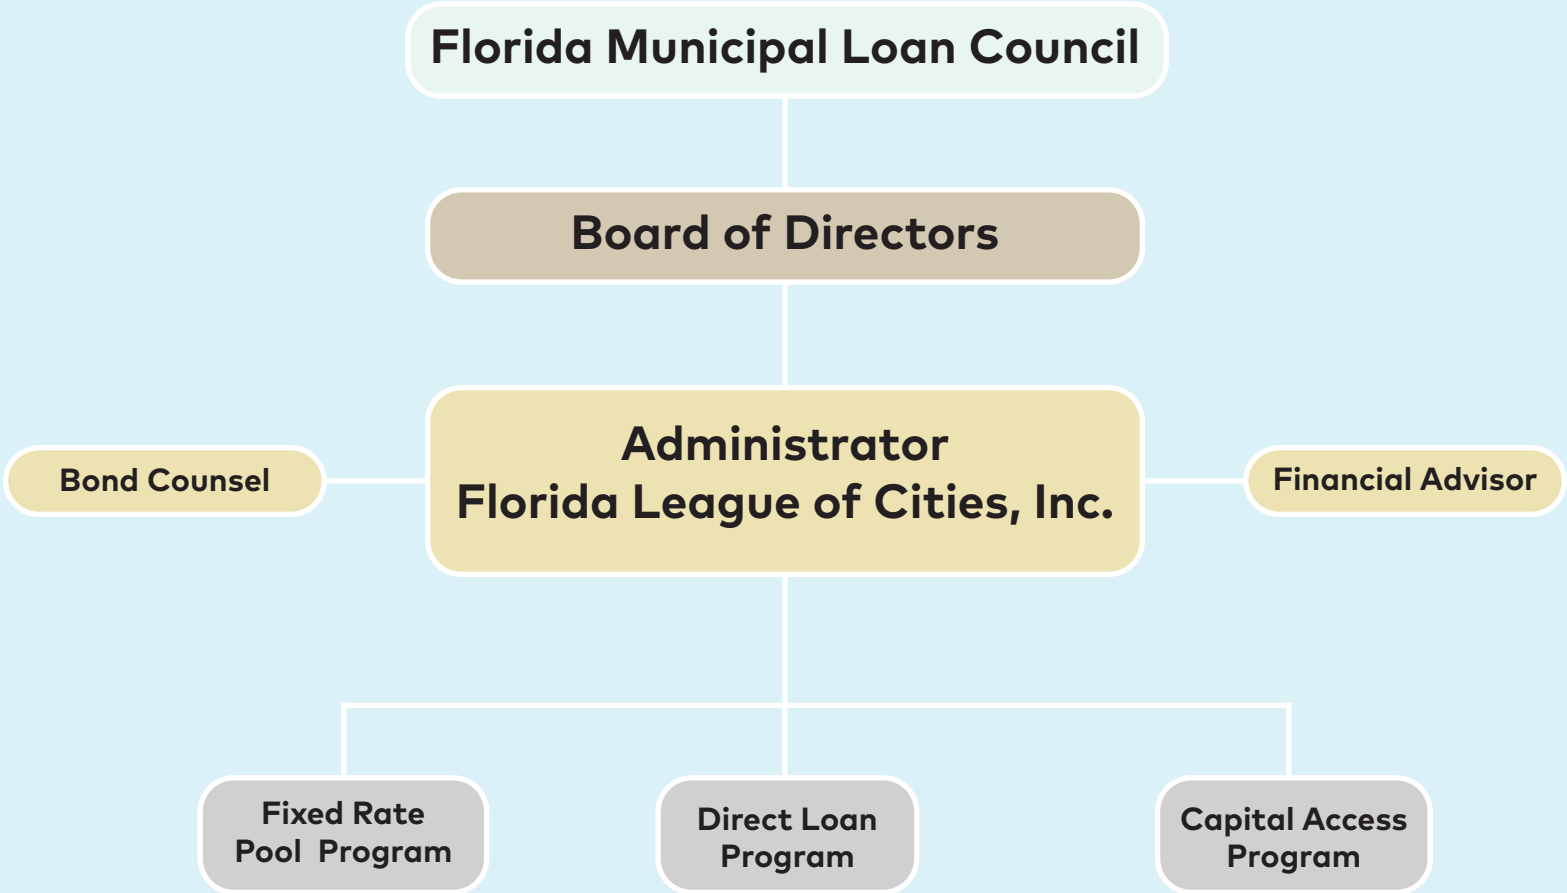 Florida Municipal Loan Council
Board of Directors
Administrator
Florida League of Cities, Inc.
Bond Counsel
Financial Advisor
Fixed Rate
Pool Program
Direct Loan
Program
Capital Access
Program